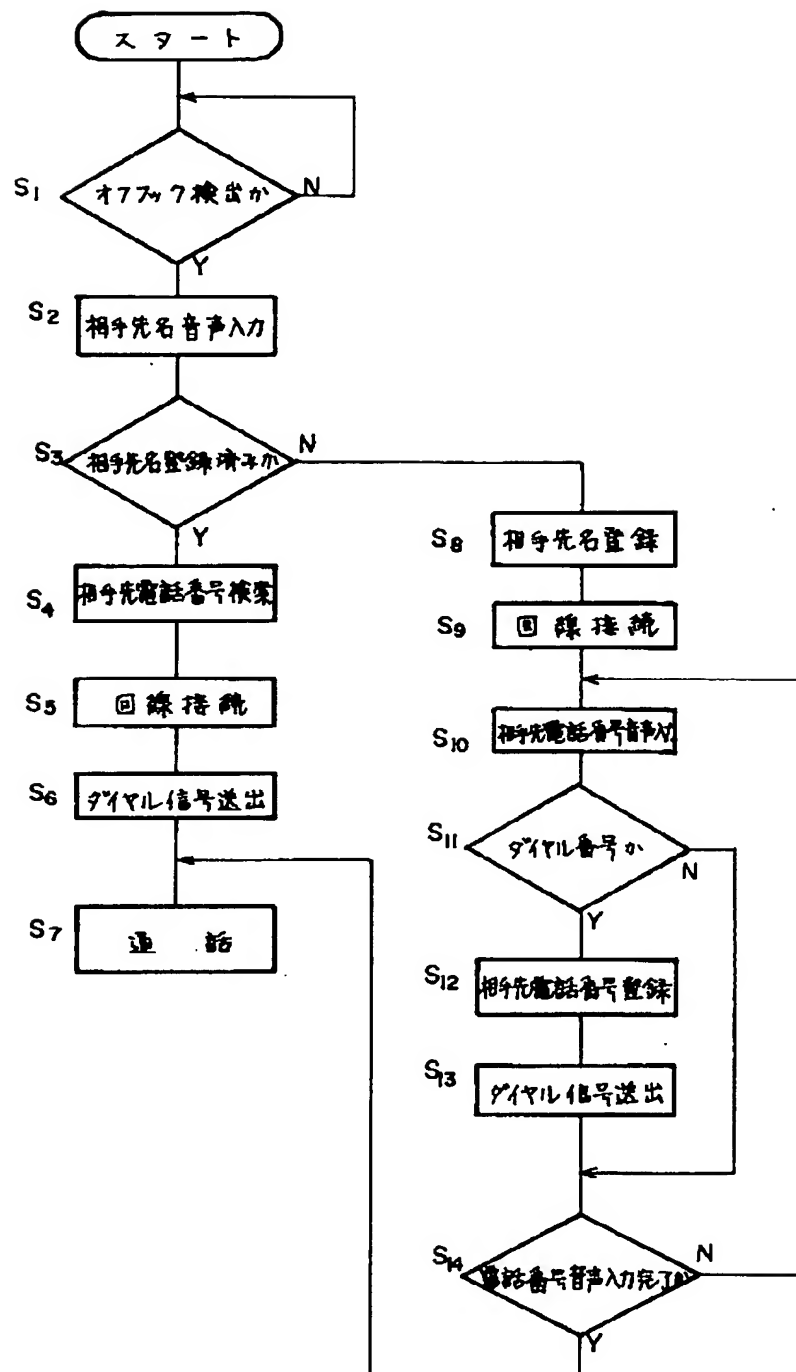 スタート
S1
オフフック検出か
N
Y
S2
相手先名音声入力
S3
相手先名登録済みか
N
Y
S4
相手先電話番号検索
S5
回線接続
S6
ダイヤル信号送出
S7
通話
S8
相手先名登録
S9
回線接続
S10
相手先電話番号音声入力
S11
ダイヤル番号か
N
Y
S12
相手先電話番号登録
S13
ダイヤル信号送出
S14
電話番号音声入力完了か
N
Y